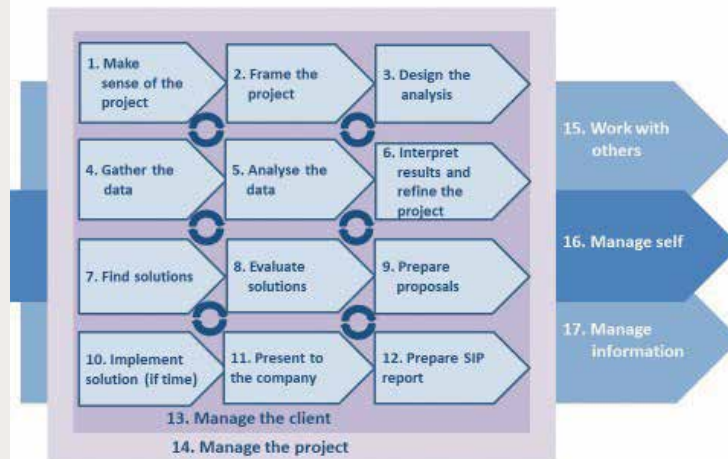 1. Make
sense of the
project
2. Frame the
project
3. Design the
analysis
4. Gather the
data
5. Analyse the
data
6. Interpret
results and
refine the
project
7. Find solutions
8. Evaluate
solutions
9. Prepare
proposals
10. Implement
solution (if time)
11. Present to
the company
12. Prepare SIP
report
13. Manage the client
14. Manage the project
15. Work with
others
16. Manage self
17. Manage
information